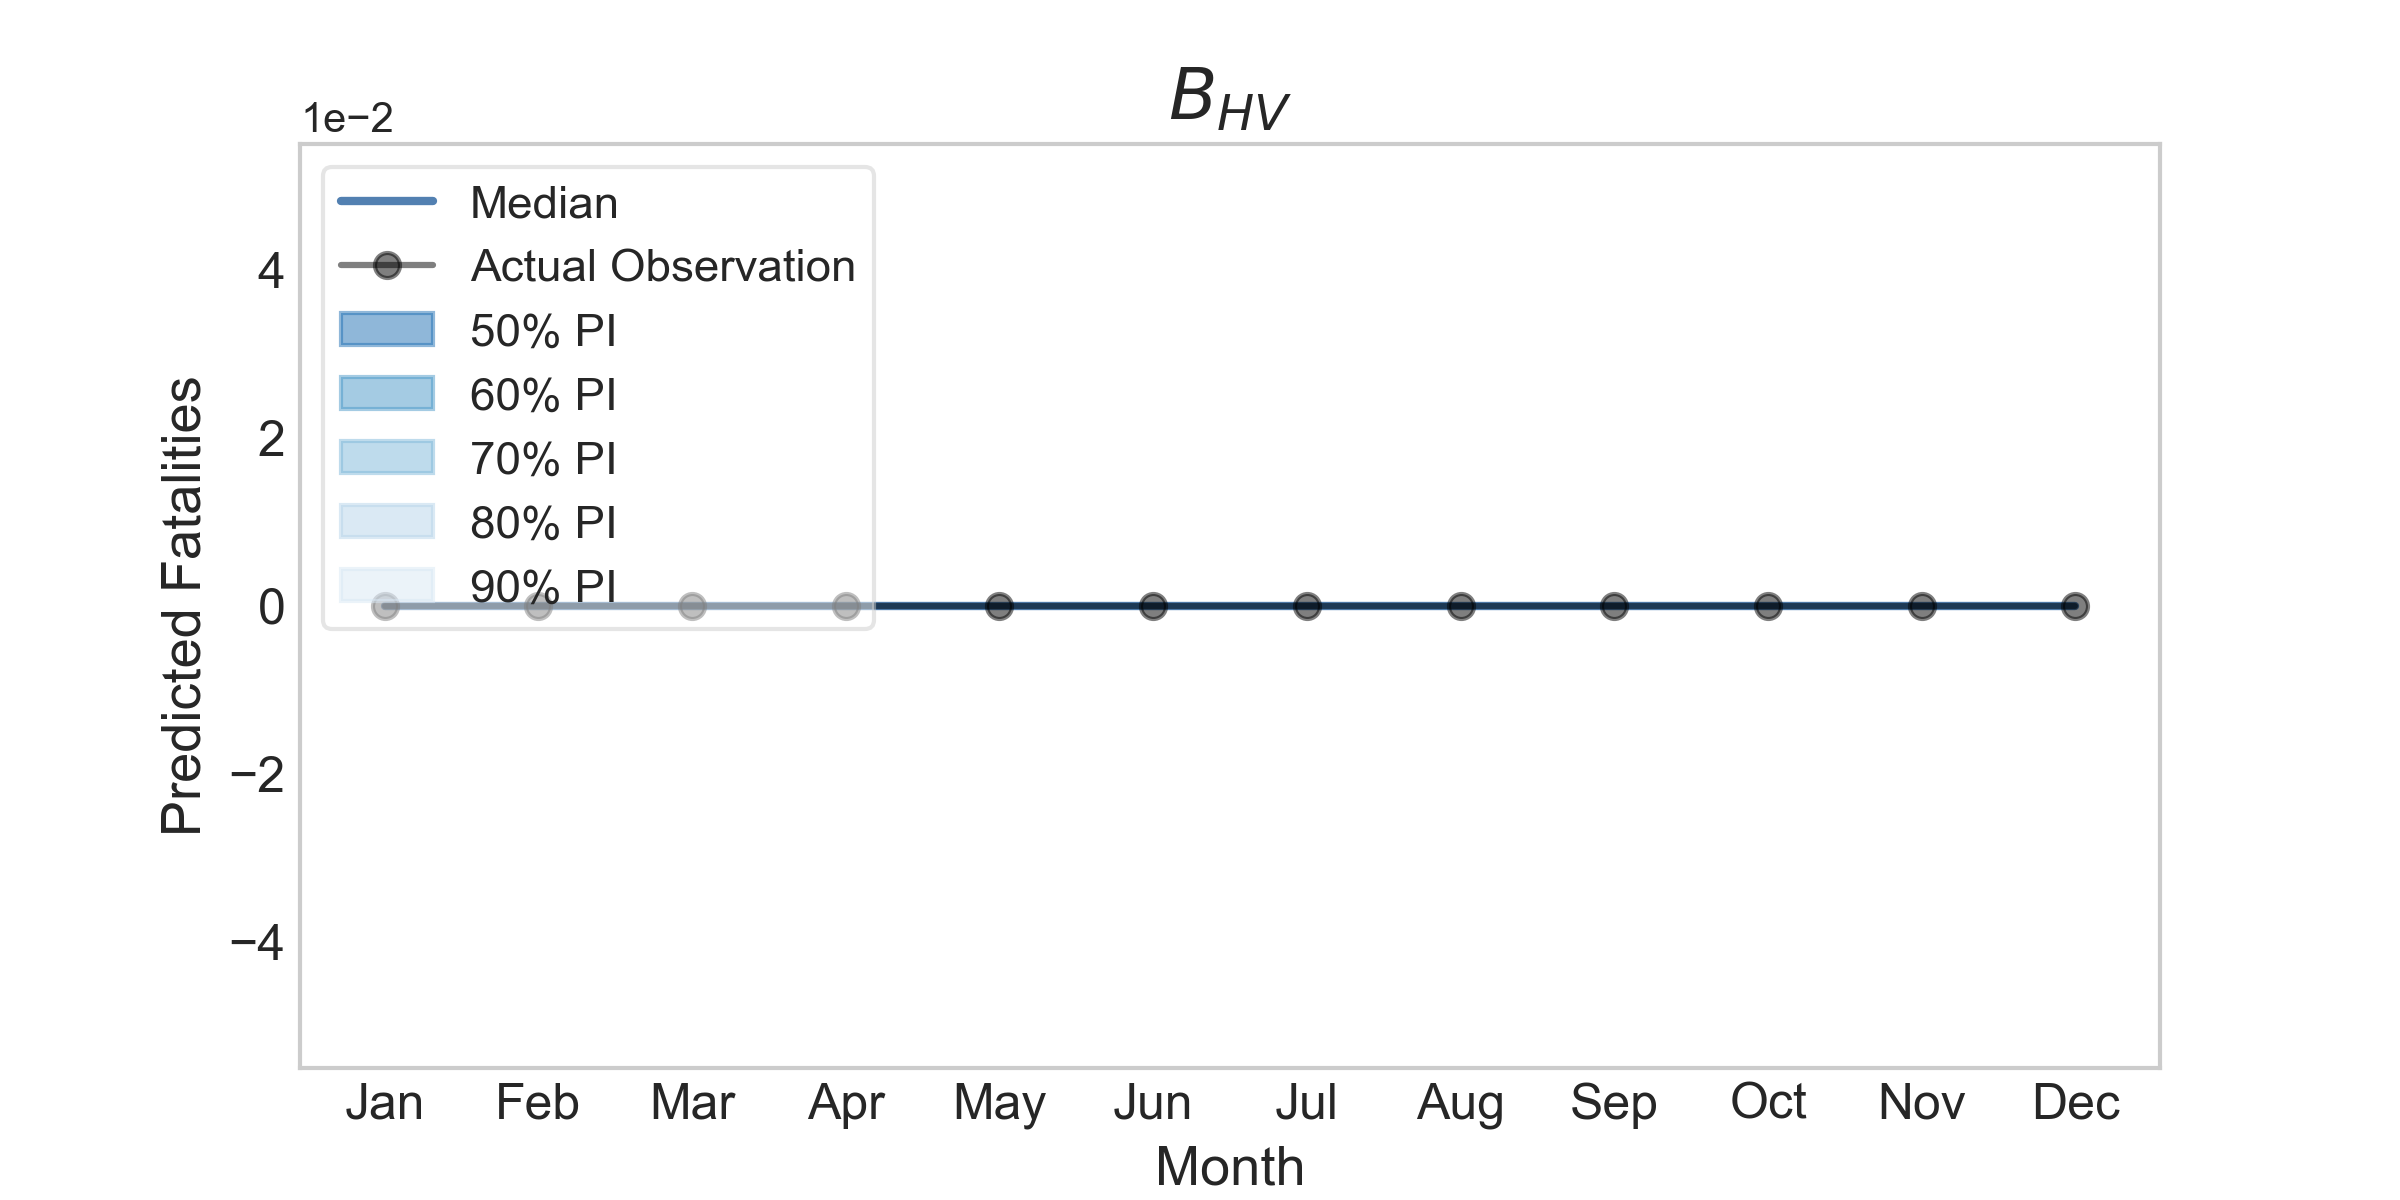 B_HV
1e−2
Median
Actual Observation
50% PI
60% PI
70% PI
80% PI
90% PI
4
2
0
−2
−4
Predicted Fatalities
Jan Feb Mar Apr May Jun Jul Aug Sep Oct Nov Dec
Month